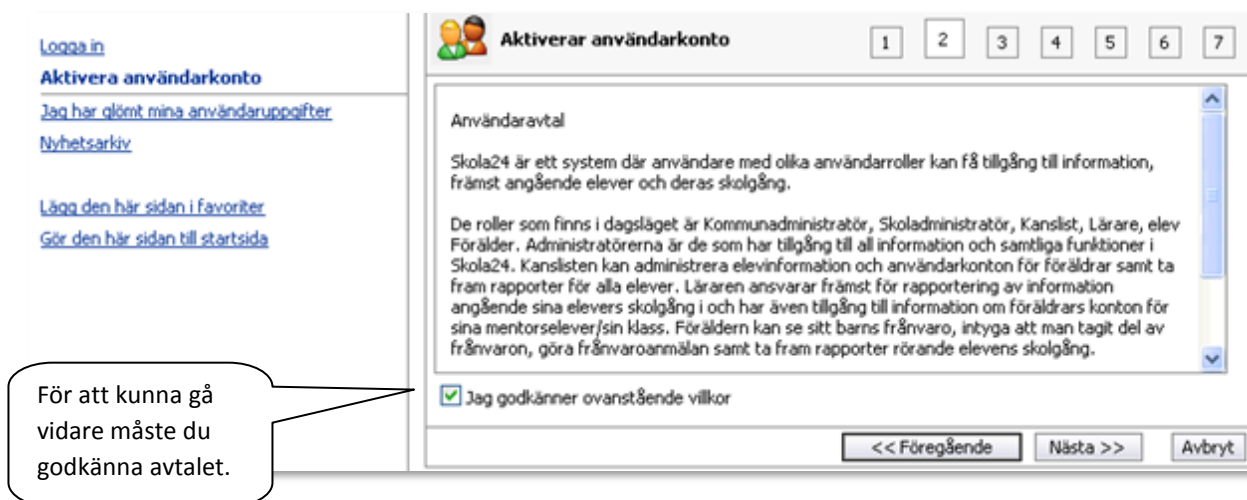 Logga in
Aktivera användarkonto
Jag har glömt mina användaruppgifter
Nyhetsarkiv
Lägg den här sidan i favoriter
Gör den här sidan till startsida
Aktiverar användarkonto
1 2 3 4 5 6 7
Användaravtal
Skola24 är ett system där användare med olika användarroller kan få tillgång till information,
främst angående elever och deras skolgång.
De roller som finns i dagsläget är Kommunadministratör, Skoladministratör, Kanslist, Lärare, elev
Förälder. Administratörerna är de som har tillgång till all information och samtliga funktioner i
Skola24. Kanslisten kan administrera elevinformation och användarkonton för föräldrar samt ta
fram rapporter för alla elever. Läraren ansvarar främst för rapportering av information
angående sina elevers skolgång i och har även tillgång till information om föräldrars konton för
sina mentorselever/sin klass. Föräldern kan se sitt barns frånvaro, intyga att man tagit del av
frånvaron, göra frånvaroanmälan samt ta fram rapporter rörande elevens skolgång.
Jag godkänner ovanstående villkor
<< Föregående Nästa >> Avbryt
För att kunna gå
vidare måste du
godkänna avtalet.